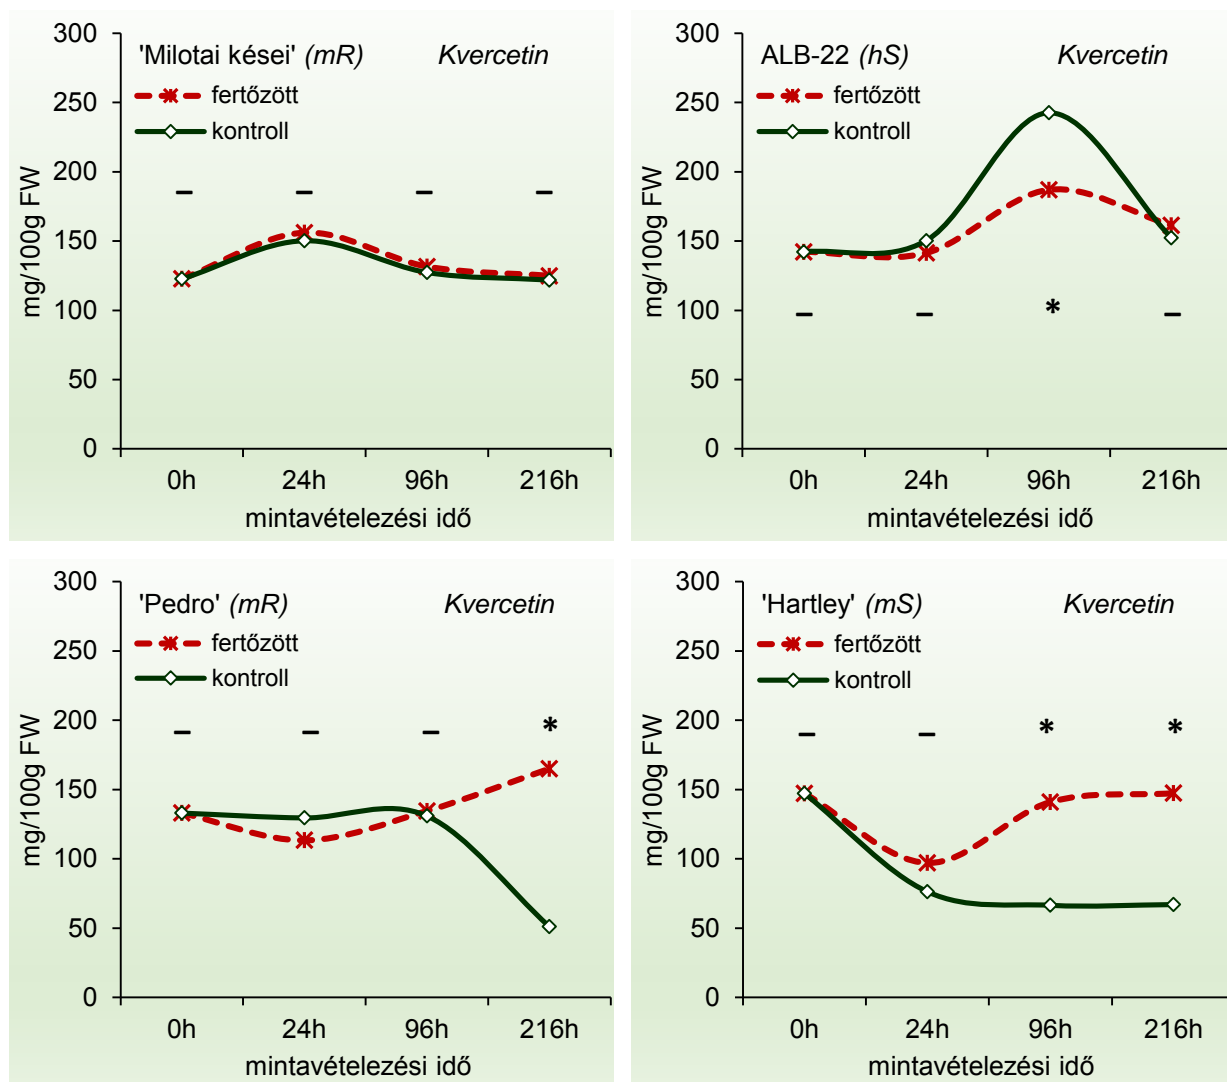 'Milotai kései' (mR) Kvercetin
fertőzött
kontroll
mg/100g FW
300
250
200
150
100
50
0
– – – –
0h 24h 96h 216h
mintavételezési idő
ALB-22 (hS) Kvercetin
fertőzött
kontroll
mg/100g FW
300
250
200
150
100
50
0
– – * –
0h 24h 96h 216h
mintavételezési idő
'Pedro' (mR) Kvercetin
fertőzött
kontroll
mg/100g FW
300
250
200
150
100
50
0
– – – *
0h 24h 96h 216h
mintavételezési idő
'Hartley' (mS) Kvercetin
fertőzött
kontroll
mg/100g FW
300
250
200
150
100
50
0
– – * *
0h 24h 96h 216h
mintavételezési idő